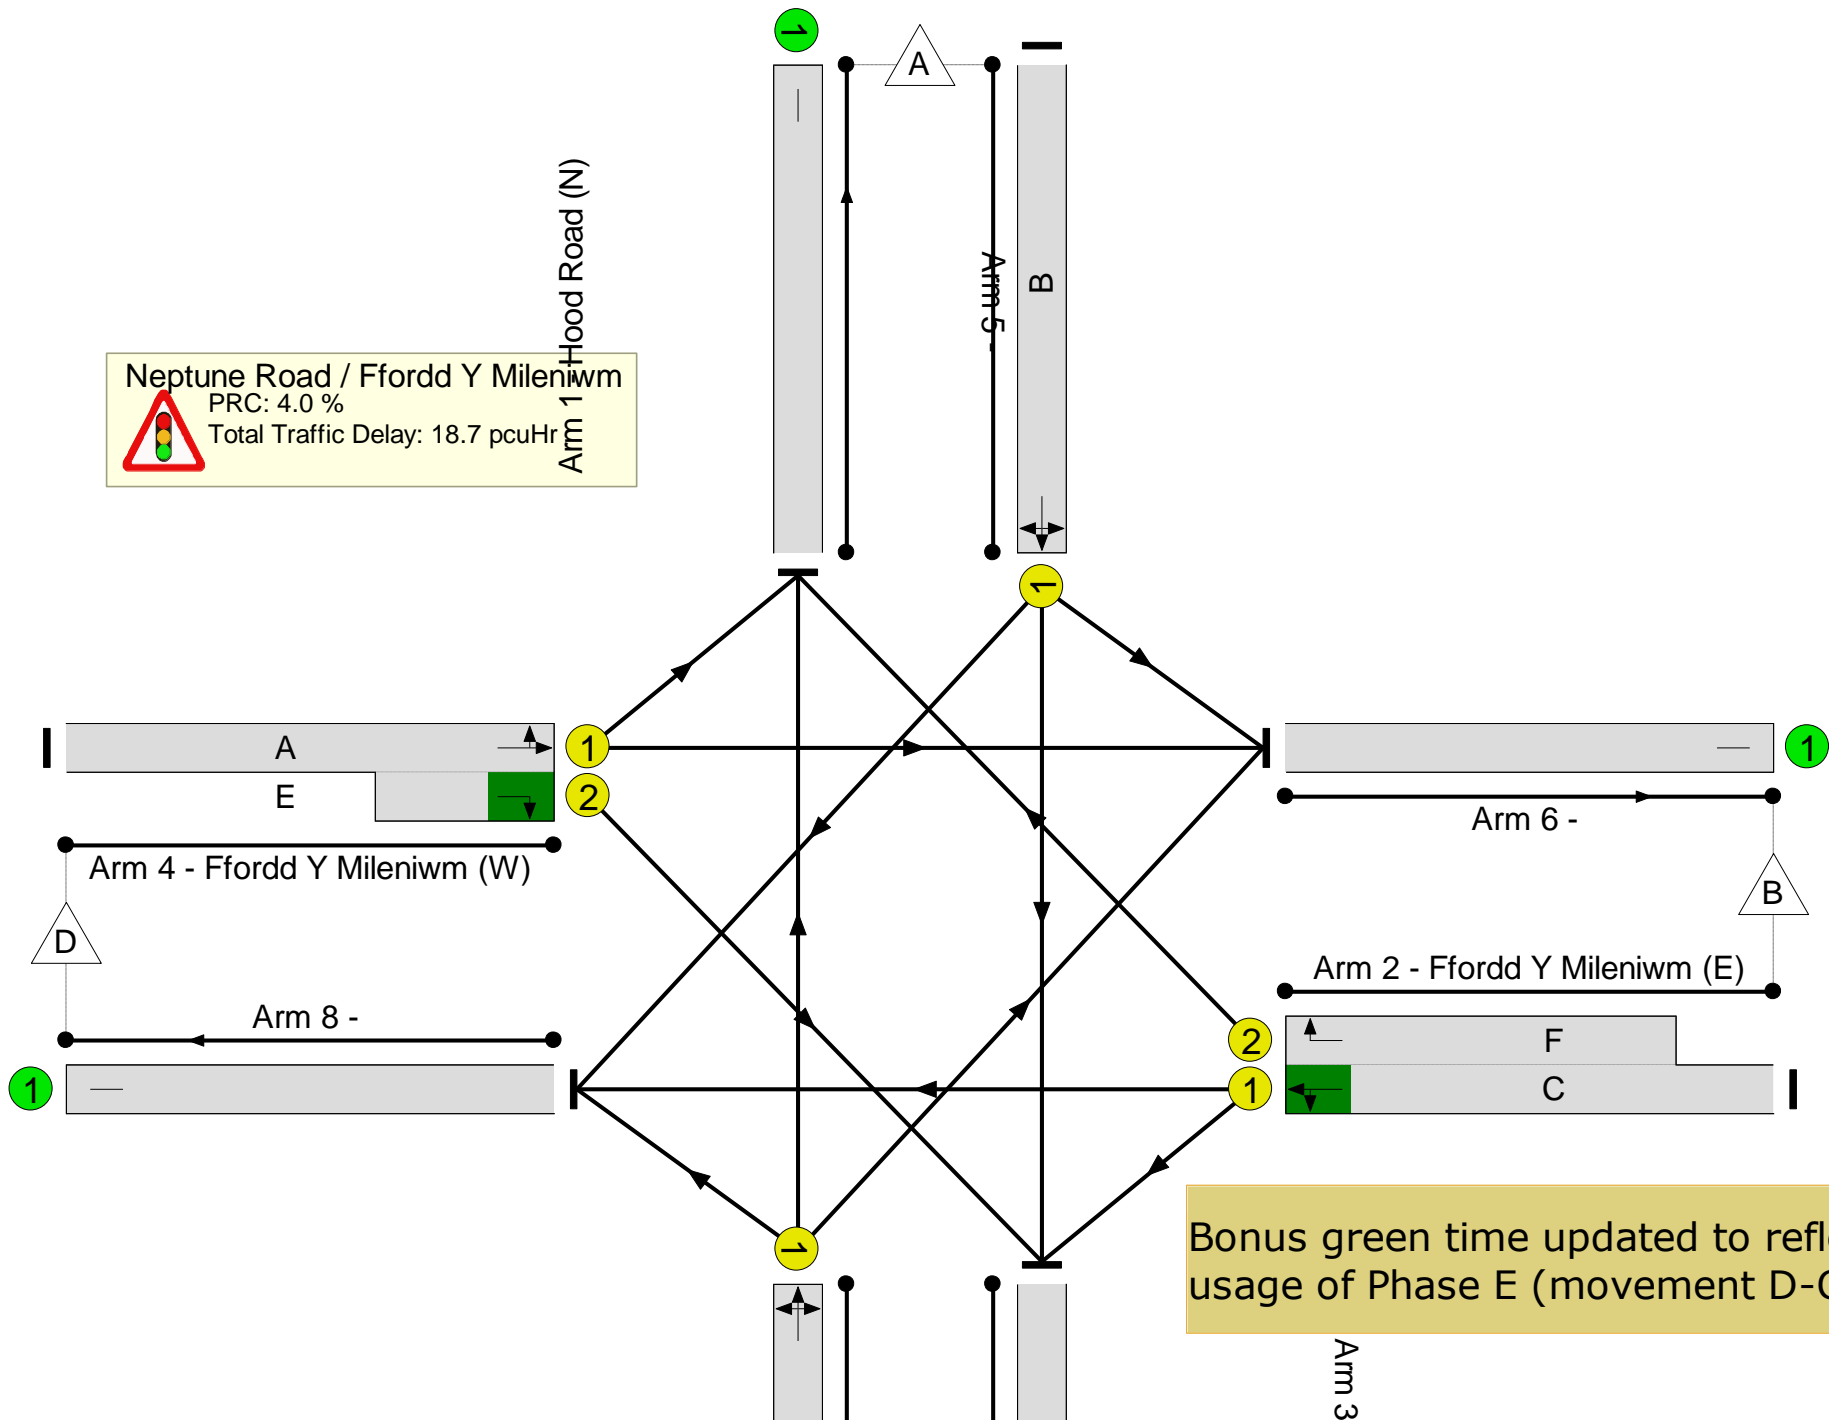 1
A
Arm 1 - Hood Road (N)
Arm 5 -
B
Neptune Road / Ffordd Y Mileniwm
PRC: 4.0 %
Total Traffic Delay: 18.7 pcuHr
1
A
1
1
E
2
Arm 6 -
Arm 4 - Ffordd Y Mileniwm (W)
B
D
Arm 2 - Ffordd Y Mileniwm (E)
Arm 8 -
2
F
1
1
C
1
Bonus green time updated to refl
usage of Phase E (movement D-
Arm 3